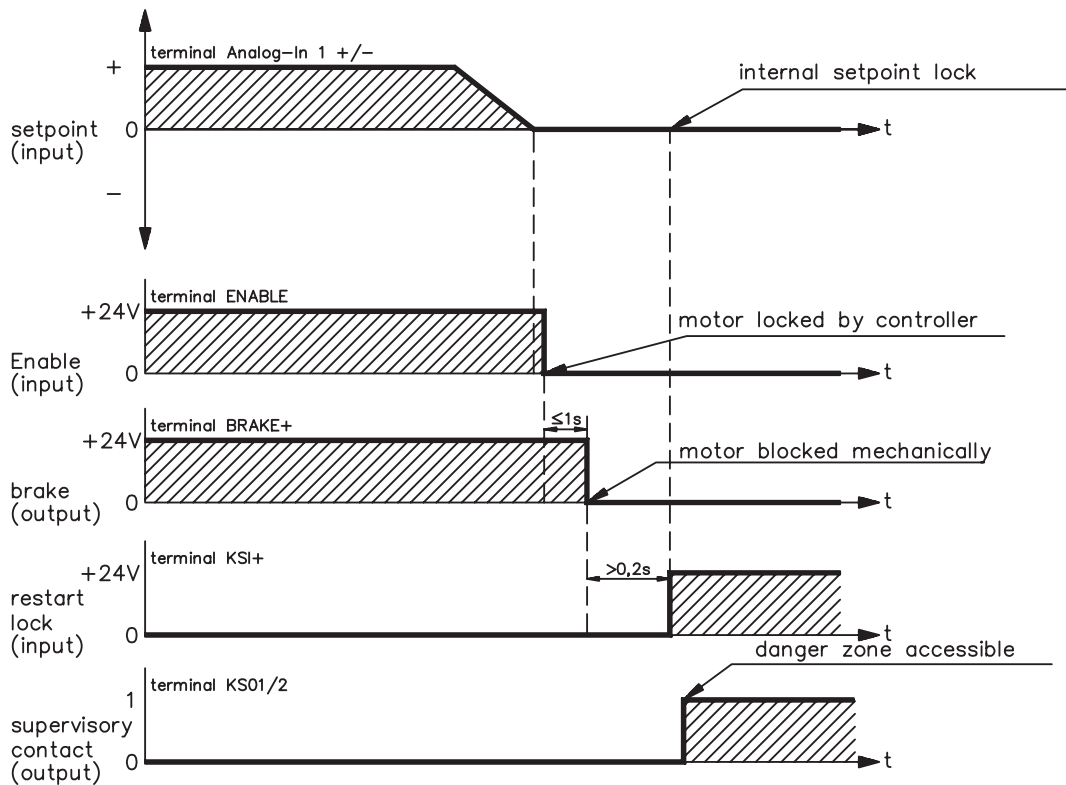 terminal Analog-In 1 +/-
+
internal setpoint lock
setpoint
(input)
0
t
-
terminal ENABLE
+24V
motor locked by controller
Enable
(input)
0
t
terminal BRAKE+
≤1s
+24V
motor blocked mechanically
brake
(output)
0
t
terminal KSI+
+24V
>0,2s
restart
lock
(input)
0
t
danger zone accessible
terminal KS01/2
1
supervisory
contact
(output)
0
t